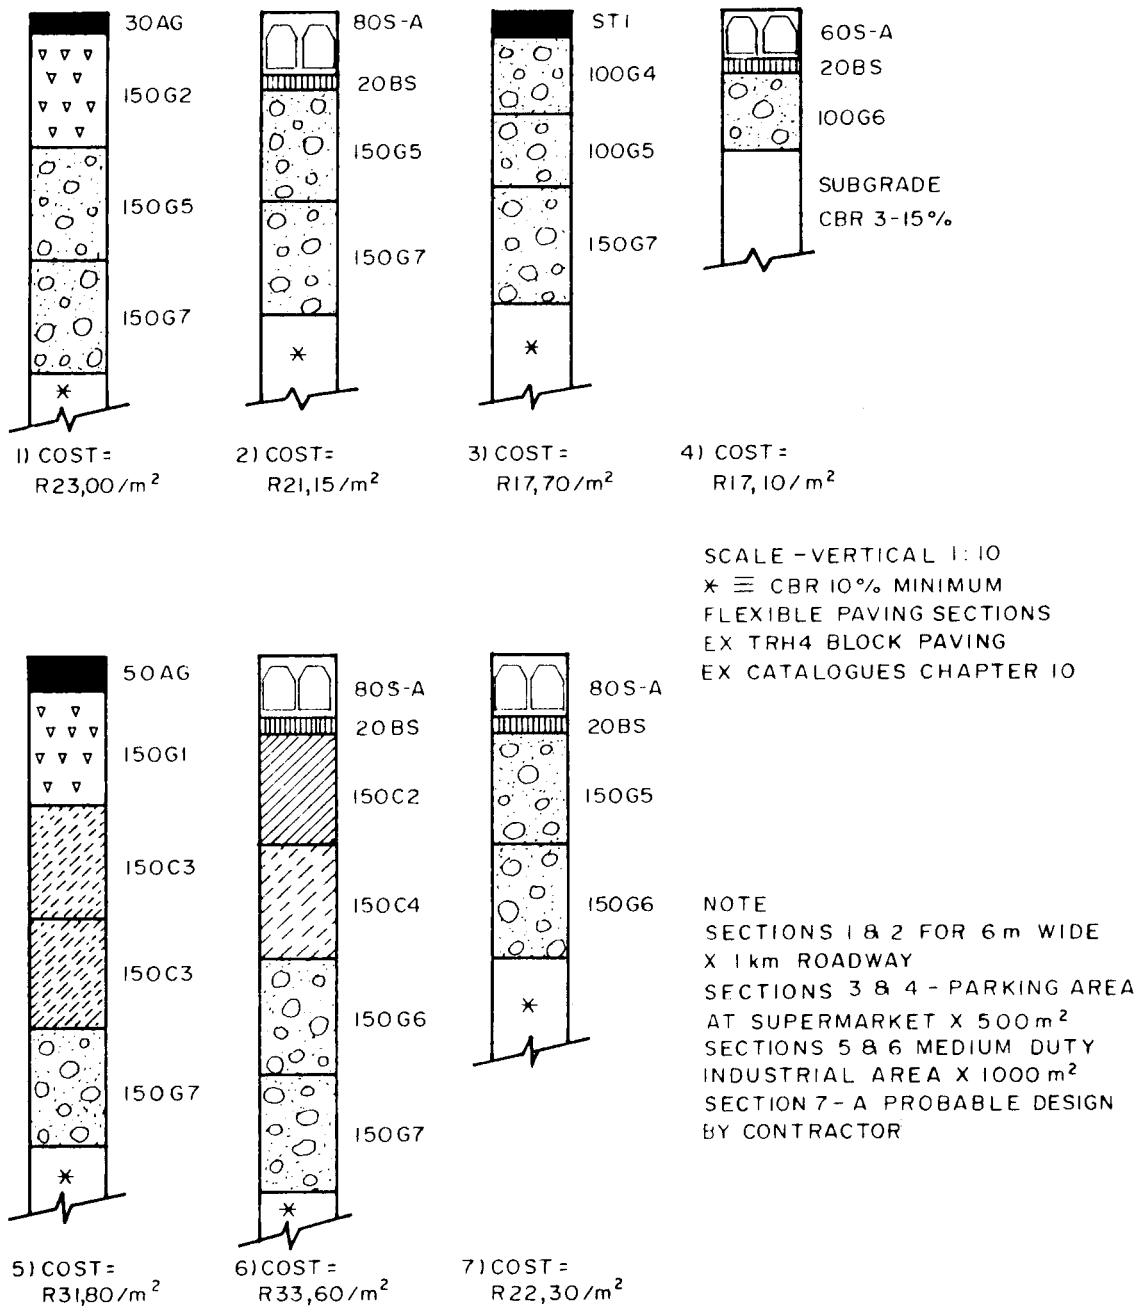 30AG
150G2
150G5
150G7
*
1) COST =
R23,00/m²
80S-A
20BS
150G5
150G7
*
2) COST =
R21,15/m²
ST1
100G4
100G5
150G7
*
3) COST =
R17,70/m²
60S-A
20BS
100G6
SUBGRADE
CBR 3-15%
4) COST =
R17,10/m²
SCALE - VERTICAL 1:10
* ≡ CBR 10% MINIMUM
FLEXIBLE PAVING SECTIONS
EX TRH4 BLOCK PAVING
EX CATALOGUES CHAPTER 10
50AG
150G1
150C3
150C3
150G7
*
5) COST =
R31,80/m²
80S-A
20BS
150C2
150C4
150G6
150G7
*
6) COST =
R33,60/m²
80S-A
20BS
150G5
150G6
*
7) COST =
R22,30/m²
NOTE
SECTIONS 1 & 2 FOR 6m WIDE
X 1km ROADWAY
SECTIONS 3 & 4 - PARKING AREA
AT SUPERMARKET X 500m²
SECTIONS 5 & 6 MEDIUM DUTY
INDUSTRIAL AREA X 1000m²
SECTION 7 - A PROBABLE DESIGN
BY CONTRACTOR